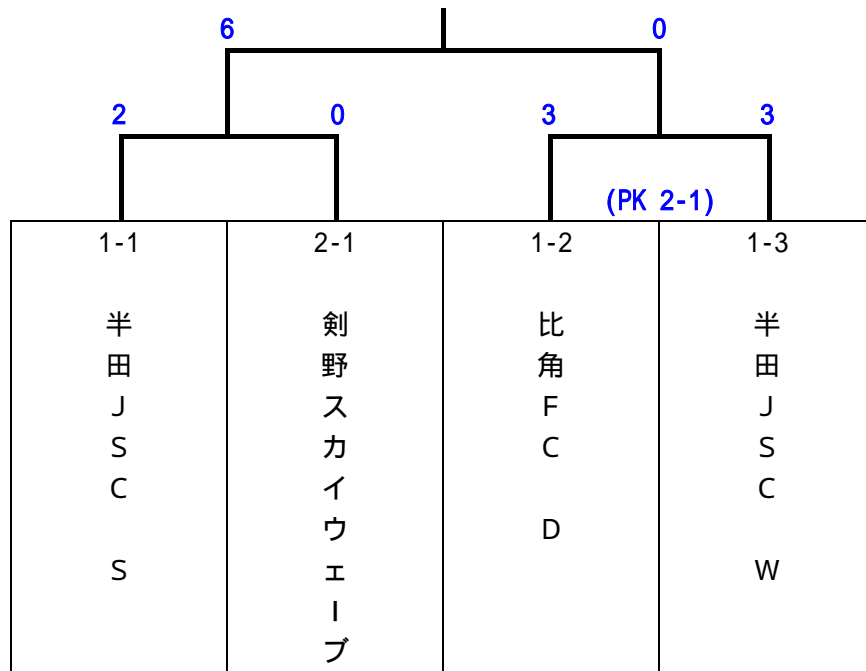 6 0
2 0 3 3
(PK 2-1)
1-1 2-1 1-2 1-3
半田JSC S
剣野スカイウェーブ
比角FC D
半田JSC W